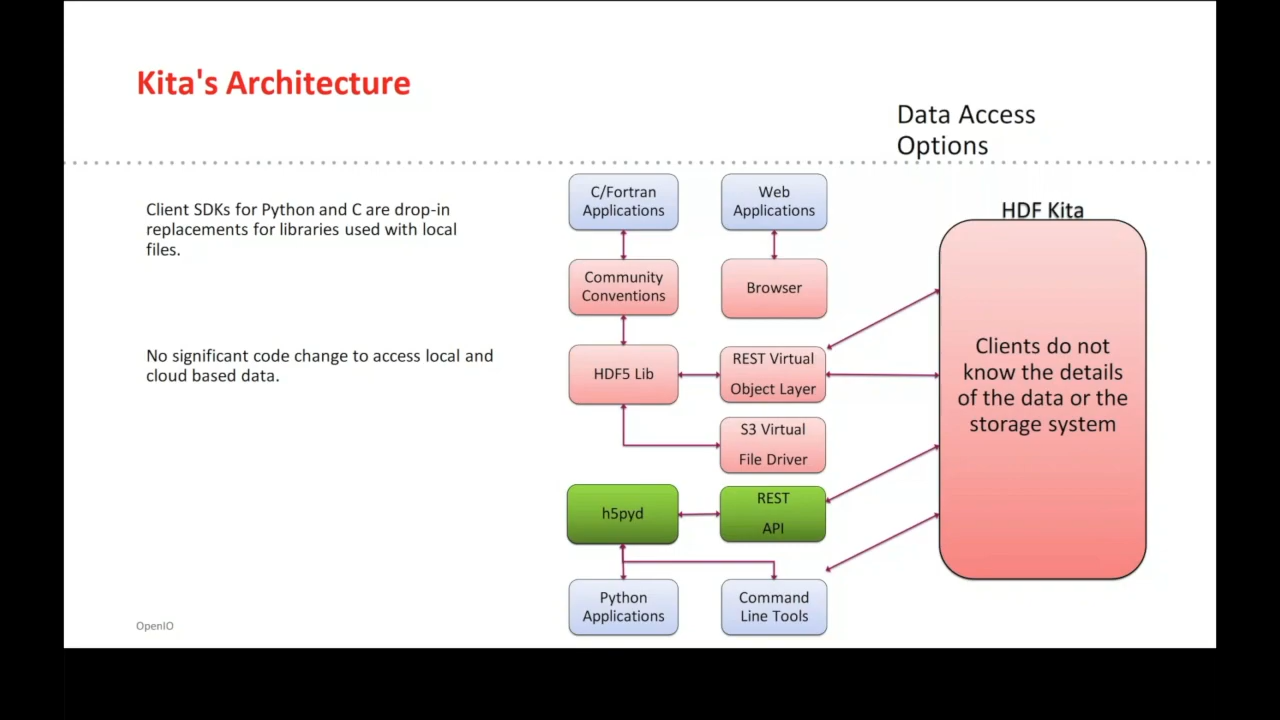 Kita's Architecture
Data Access
Options
Client SDKs for Python and C are drop-in
replacements for libraries used with local
files.
No significant code change to access local and
cloud based data.
C/Fortran
Applications
Web
Applications
Community
Conventions
Browser
HDF5 Lib
REST Virtual
Object Layer
S3 Virtual
File Driver
h5pyd
REST
API
Python
Applications
Command
Line Tools
HDF Kita
Clients do not
know the details
of the data or the
storage system
OpenIO